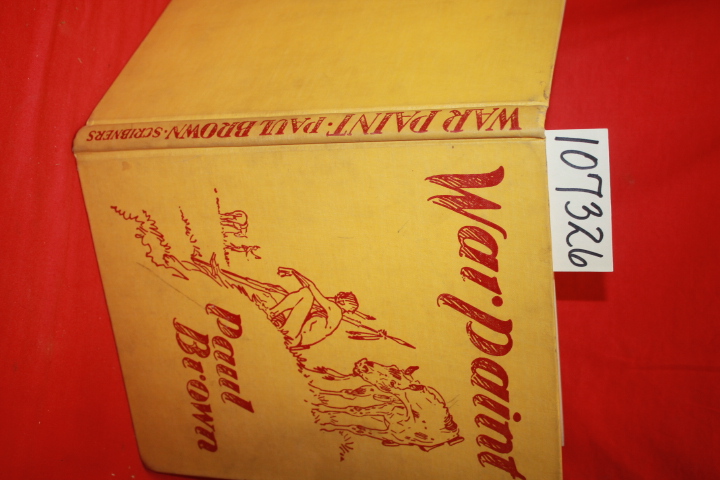 War paint
Paul
Brown
WAR PAINT · PAUL BROWN · SCRIBNERS
107326